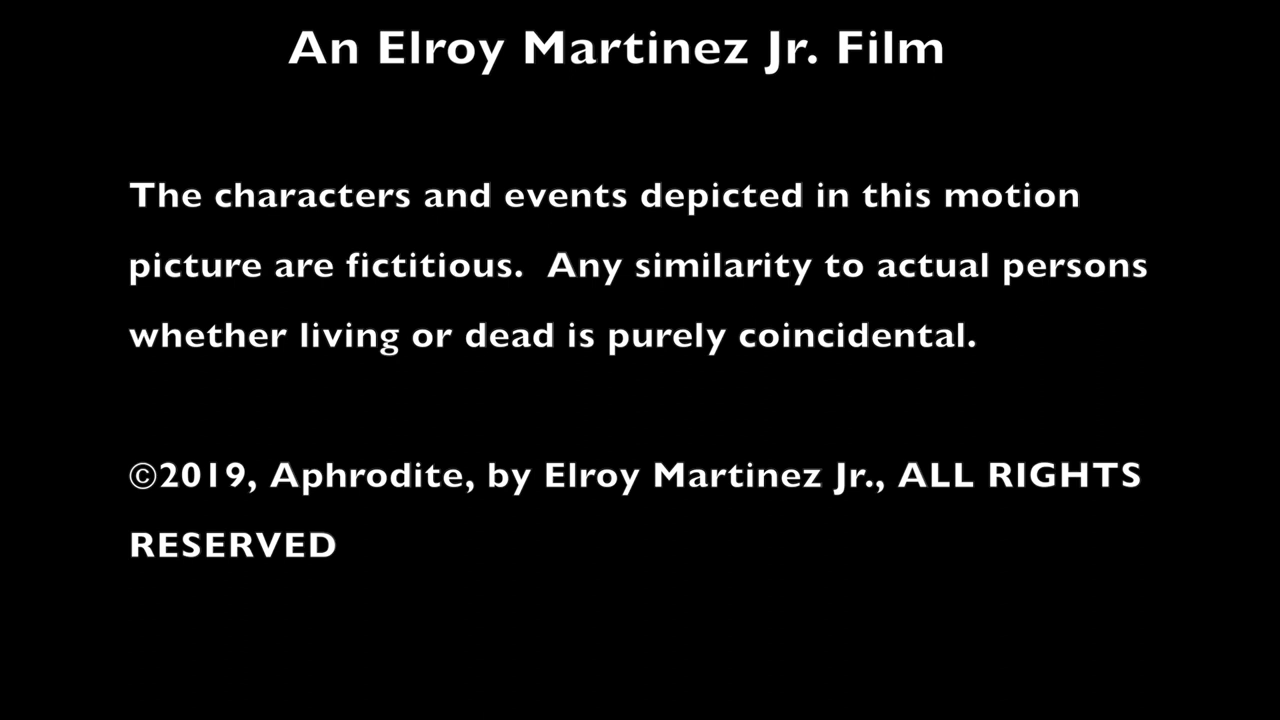 An Elroy Martinez Jr. Film
The characters and events depicted in this motion
picture are fictitious.  Any similarity to actual persons
whether living or dead is purely coincidental.
©2019, Aphrodite, by Elroy Martinez Jr., ALL RIGHTS
RESERVED